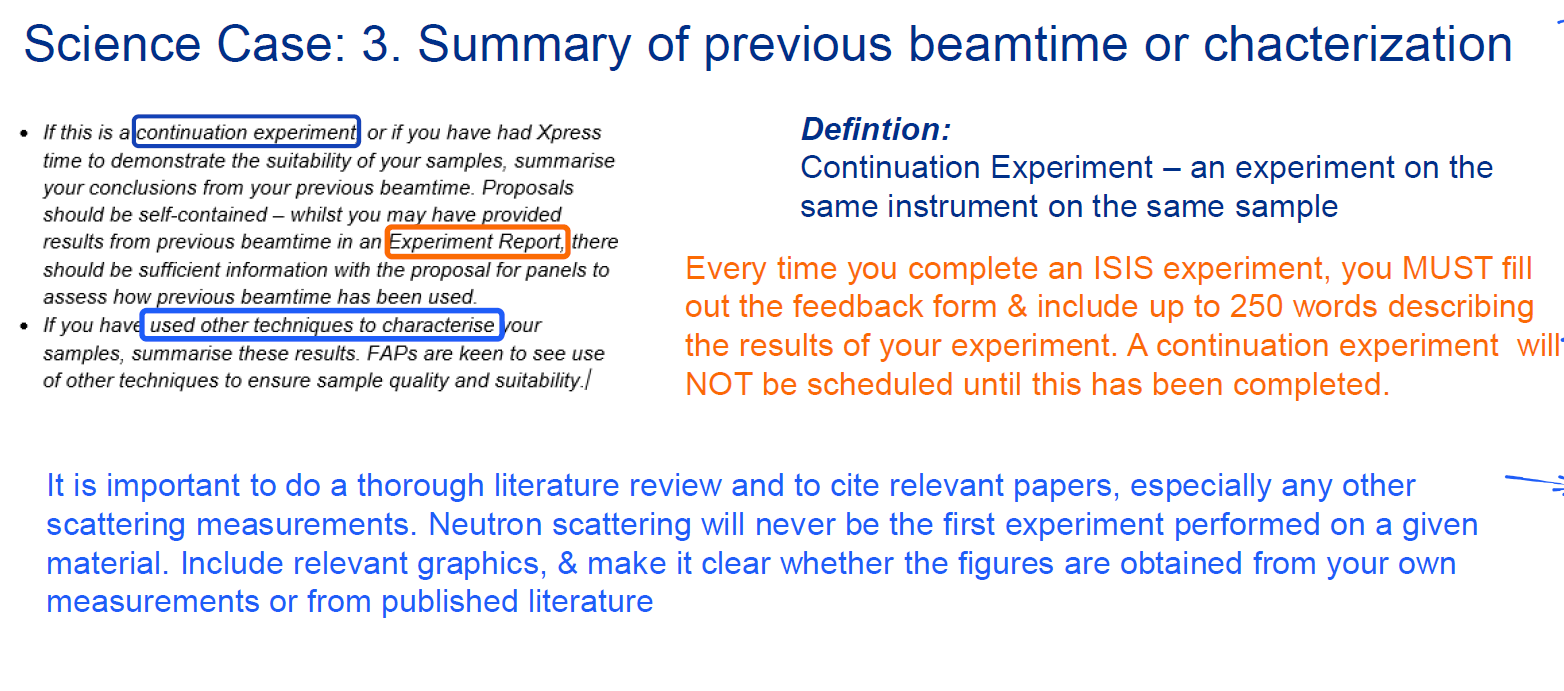 Science Case: 3. Summary of previous beamtime or chacterization
• If this is a continuation experiment, or if you have had Xpress
time to demonstrate the suitability of your samples, summarise
your conclusions from your previous beamtime. Proposals
should be self-contained – whilst you may have provided
results from previous beamtime in an Experiment Report, there
should be sufficient information with the proposal for panels to
assess how previous beamtime has been used.
• If you have used other techniques to characterise your
samples, summarise these results. FAPs are keen to see use
of other techniques to ensure sample quality and suitability.
Defintion:
Continuation Experiment – an experiment on the
same instrument on the same sample
Every time you complete an ISIS experiment, you MUST fill
out the feedback form & include up to 250 words describing
the results of your experiment. A continuation experiment will
NOT be scheduled until this has been completed.
It is important to do a thorough literature review and to cite relevant papers, especially any other
scattering measurements. Neutron scattering will never be the first experiment performed on a given
material. Include relevant graphics, & make it clear whether the figures are obtained from your own
measurements or from published literature